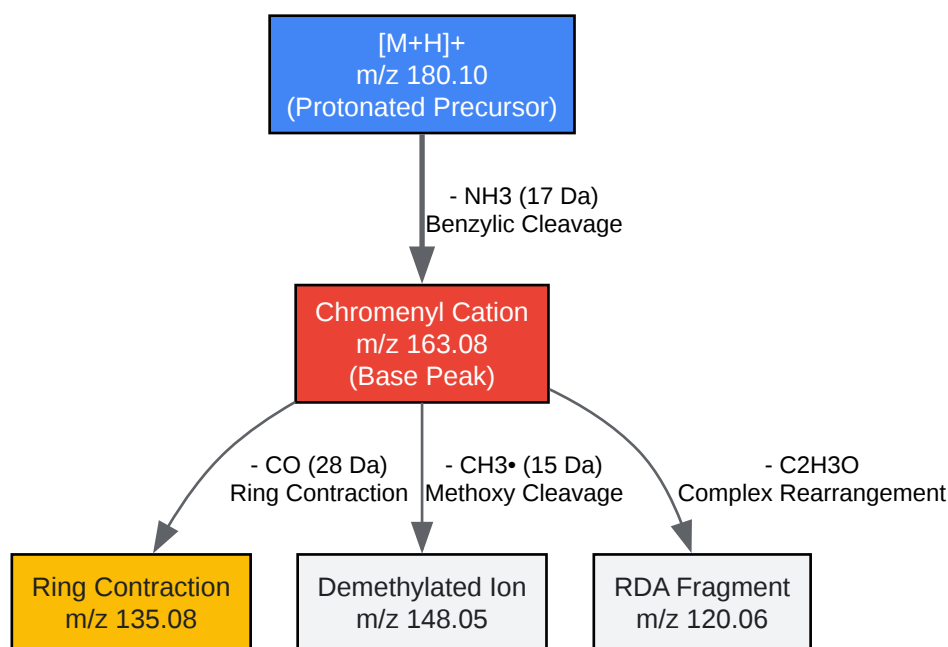 [M+H]+
m/z 180.10
(Protonated Precursor)
- NH3 (17 Da)
Benzylic Cleavage
Chromenyl Cation
m/z 163.08
(Base Peak)
- CO (28 Da)
Ring Contraction
- CH3• (15 Da)
Methoxy Cleavage
- C2H3O
Complex Rearrangement
Ring Contraction
m/z 135.08
Demethylated Ion
m/z 148.05
RDA Fragment
m/z 120.06